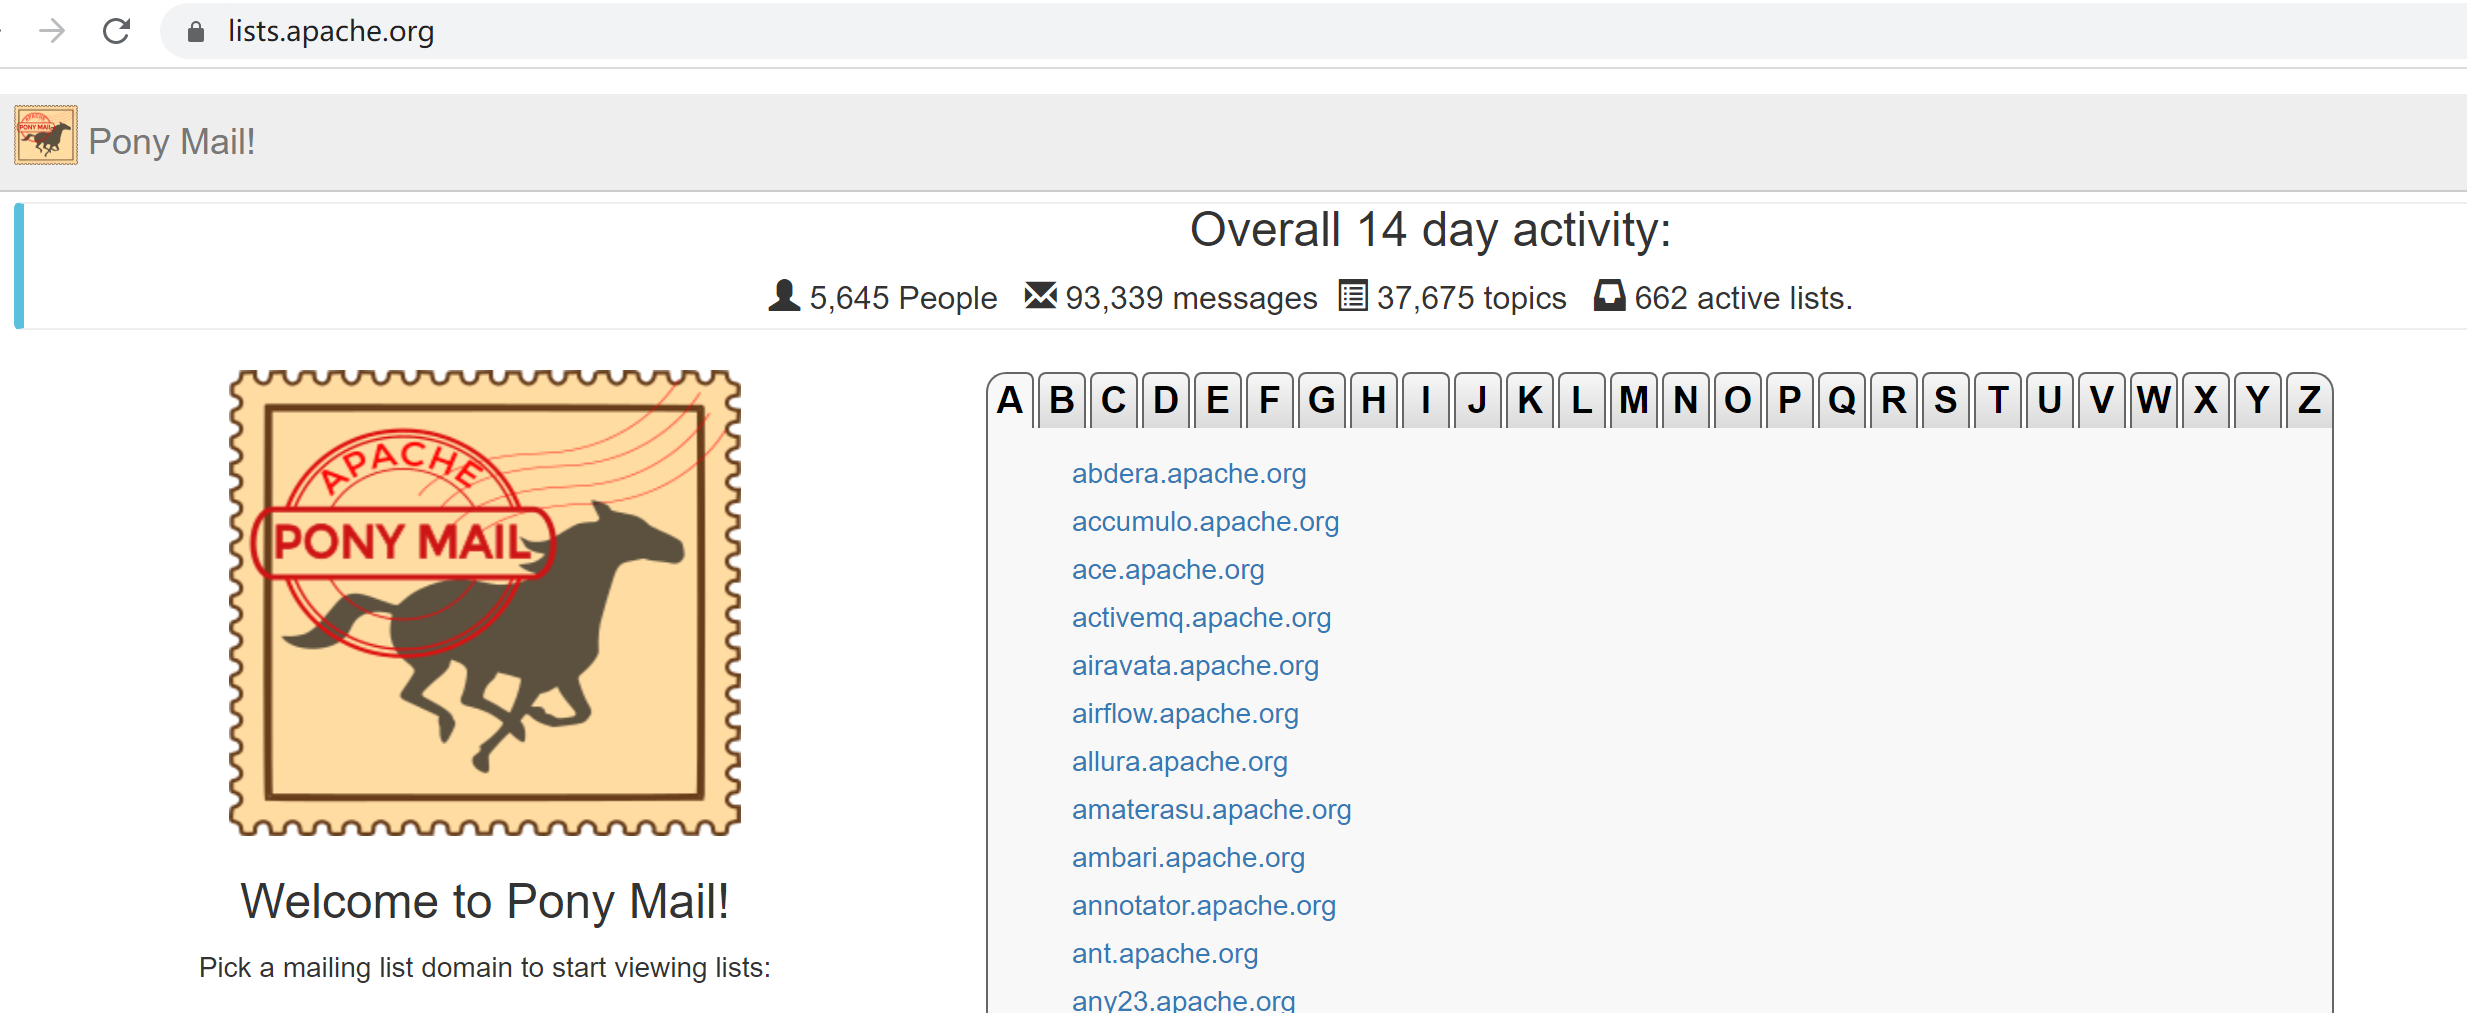 lists.apache.org
APACHE
PONY MAIL
Pony Mail!
Overall 14 day activity:
5,645 People 93,339 messages 37,675 topics 662 active lists.
APACHE
PONY MAIL
Welcome to Pony Mail!
Pick a mailing list domain to start viewing lists:
A B C D E F G H I J K L M N O P Q R S T U V W X Y Z
abdera.apache.org
accumulo.apache.org
ace.apache.org
activemq.apache.org
airavata.apache.org
airflow.apache.org
allura.apache.org
amaterasu.apache.org
ambari.apache.org
annotator.apache.org
ant.apache.org
any23.apache.org